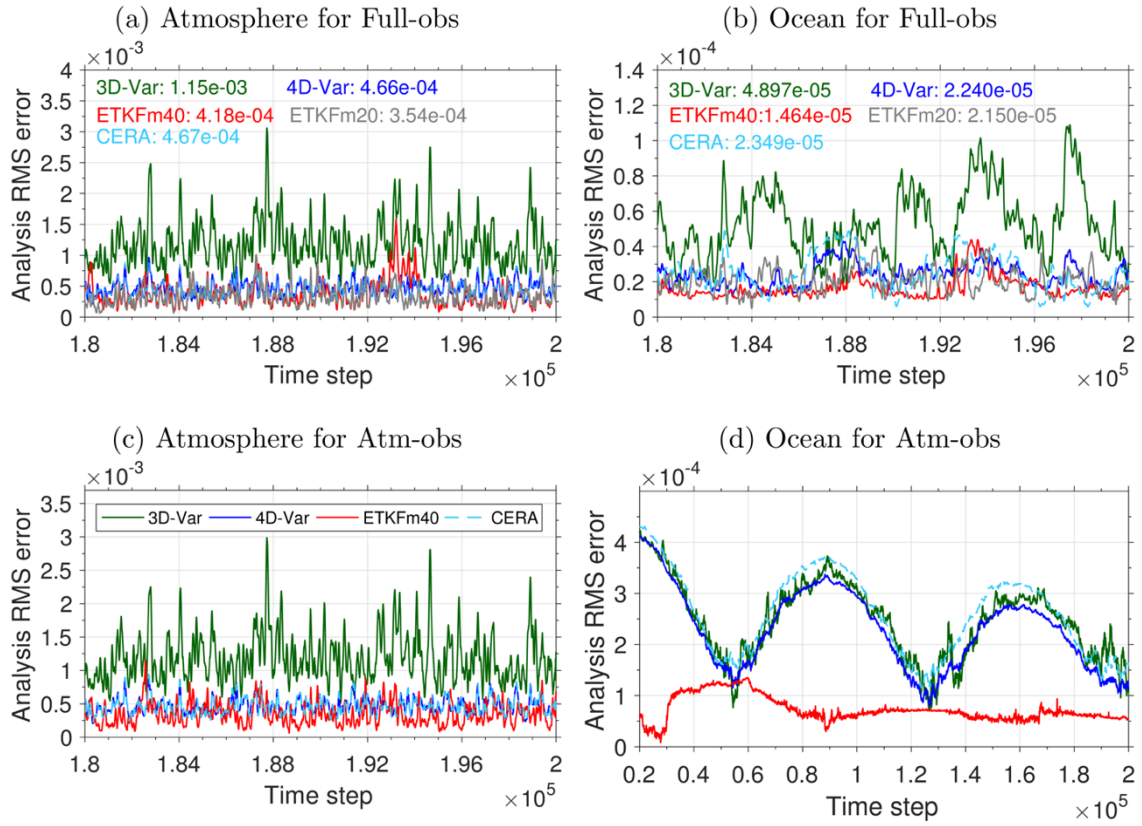 (a) Atmosphere for Full-obs
×10⁻³
4
3.5
3
2.5
2
1.5
1
0.5
0
Analysis RMS error
3D-Var: 1.15e-03 4D-Var: 4.66e-04
ETKFm40: 4.18e-04 ETKFm20: 3.54e-04
CERA: 4.67e-04
1.8 1.84 1.88 1.92 1.96 2
Time step
×10⁵
(b) Ocean for Full-obs
×10⁻⁴
1.4
1.2
1
0.8
0.6
0.4
0.2
0
Analysis RMS error
3D-Var: 4.897e-05 4D-Var: 2.240e-05
ETKFm40:1.464e-05 ETKFm20: 2.150e-05
CERA: 2.349e-05
1.8 1.84 1.88 1.92 1.96 2
Time step
×10⁵
(c) Atmosphere for Atm-obs
×10⁻³
3.5
3
2.5
2
1.5
1
0.5
0
Analysis RMS error
3D-Var 4D-Var ETKFm40 CERA
1.8 1.84 1.88 1.92 1.96 2
Time step
×10⁵
(d) Ocean for Atm-obs
×10⁻⁴
4
3
2
1
0
Analysis RMS error
0.2 0.4 0.6 0.8 1 1.2 1.4 1.6 1.8 2
Time step
×10⁵